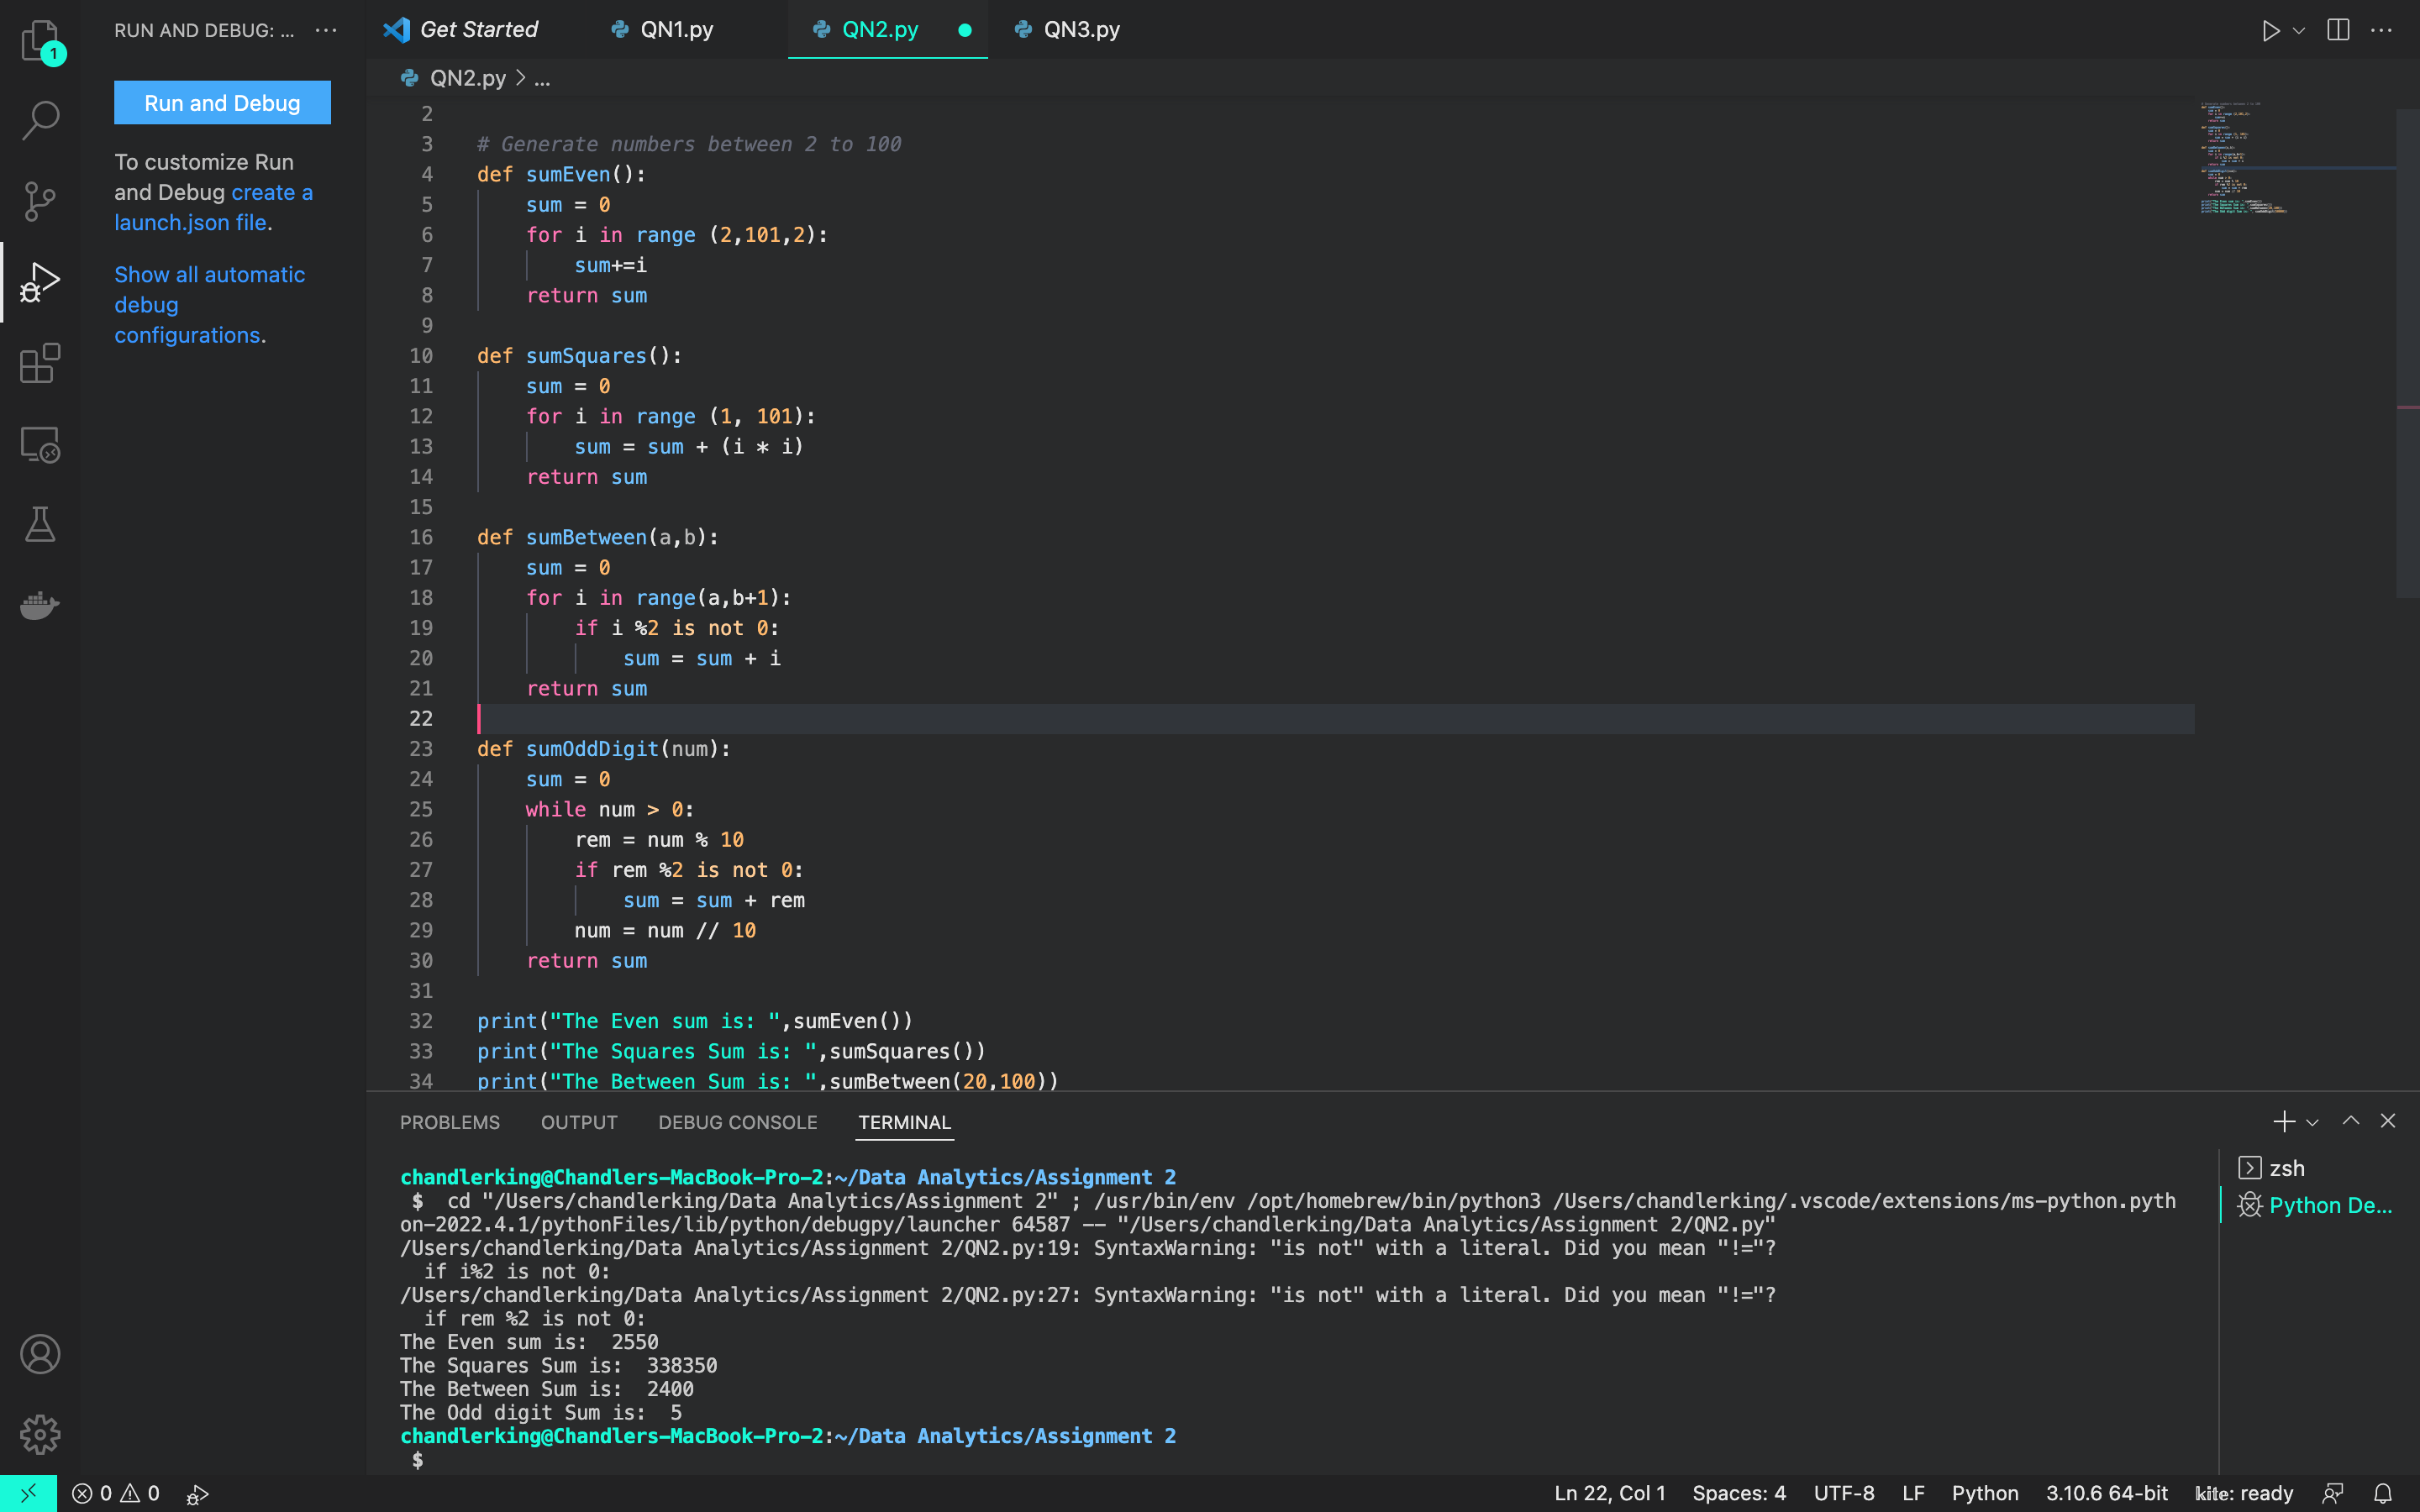 1
RUN AND DEBUG: ... ···
Run and Debug
To customize Run
and Debug create a
launch.json file.
Show all automatic
debug
configurations.
Get Started
QN1.py
QN2.py
QN3.py
QN2.py > ...
2
3 # Generate numbers between 2 to 100
4 def sumEven():
5     sum = 0
6     for i in range (2,101,2):
7         sum+=i
8     return sum
9
10 def sumSquares():
11     sum = 0
12     for i in range (1, 101):
13         sum = sum + (i * i)
14     return sum
15
16 def sumBetween(a,b):
17     sum = 0
18     for i in range(a,b+1):
19         if i %2 is not 0:
20             sum = sum + i
21     return sum
22
23 def sumOddDigit(num):
24     sum = 0
25     while num > 0:
26         rem = num % 10
27         if rem %2 is not 0:
28             sum = sum + rem
29         num = num // 10
30     return sum
31
32 print("The Even sum is: ",sumEven())
33 print("The Squares Sum is: ",sumSquares())
34 print("The Between Sum is: ",sumBetween(20,100))
PROBLEMS OUTPUT DEBUG CONSOLE TERMINAL
chandlerking@Chandlers-MacBook-Pro-2:~/Data Analytics/Assignment 2
 $  cd "/Users/chandlerking/Data Analytics/Assignment 2" ; /usr/bin/env /opt/homebrew/bin/python3 /Users/chandlerking/.vscode/extensions/ms-python.pyth
on-2022.4.1/pythonFiles/lib/python/debugpy/launcher 64587 -- "/Users/chandlerking/Data Analytics/Assignment 2/QN2.py"
/Users/chandlerking/Data Analytics/Assignment 2/QN2.py:19: SyntaxWarning: "is not" with a literal. Did you mean "!="?
  if i%2 is not 0:
/Users/chandlerking/Data Analytics/Assignment 2/QN2.py:27: SyntaxWarning: "is not" with a literal. Did you mean "!="?
  if rem %2 is not 0:
The Even sum is:  2550
The Squares Sum is:  338350
The Between Sum is:  2400
The Odd digit Sum is:  5
chandlerking@Chandlers-MacBook-Pro-2:~/Data Analytics/Assignment 2
 $
zsh
Python De...
0 0
Ln 22, Col 1 Spaces: 4 UTF-8 LF Python 3.10.6 64-bit kite: ready